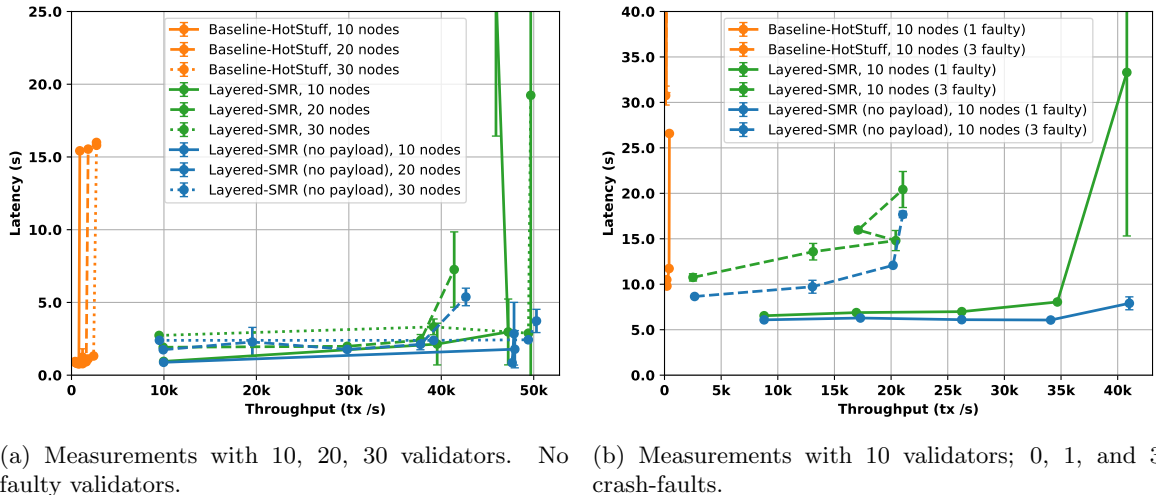 25.0
20.0
15.0
10.0
5.0
0.0
Latency (s)
0
10k
20k
30k
40k
50k
Throughput (tx /s)
Baseline-HotStuff, 10 nodes
Baseline-HotStuff, 20 nodes
Baseline-HotStuff, 30 nodes
Layered-SMR, 10 nodes
Layered-SMR, 20 nodes
Layered-SMR, 30 nodes
Layered-SMR (no payload), 10 nodes
Layered-SMR (no payload), 20 nodes
Layered-SMR (no payload), 30 nodes
40.0
35.0
30.0
25.0
20.0
15.0
10.0
5.0
0.0
Latency (s)
0
5k
10k
15k
20k
25k
30k
35k
40k
Throughput (tx /s)
Baseline-HotStuff, 10 nodes (1 faulty)
Baseline-HotStuff, 10 nodes (3 faulty)
Layered-SMR, 10 nodes (1 faulty)
Layered-SMR, 10 nodes (3 faulty)
Layered-SMR (no payload), 10 nodes (1 faulty)
Layered-SMR (no payload), 10 nodes (3 faulty)
(a) Measurements with 10, 20, 30 validators. No
faulty validators.
(b) Measurements with 10 validators; 0, 1, and 3
crash-faults.